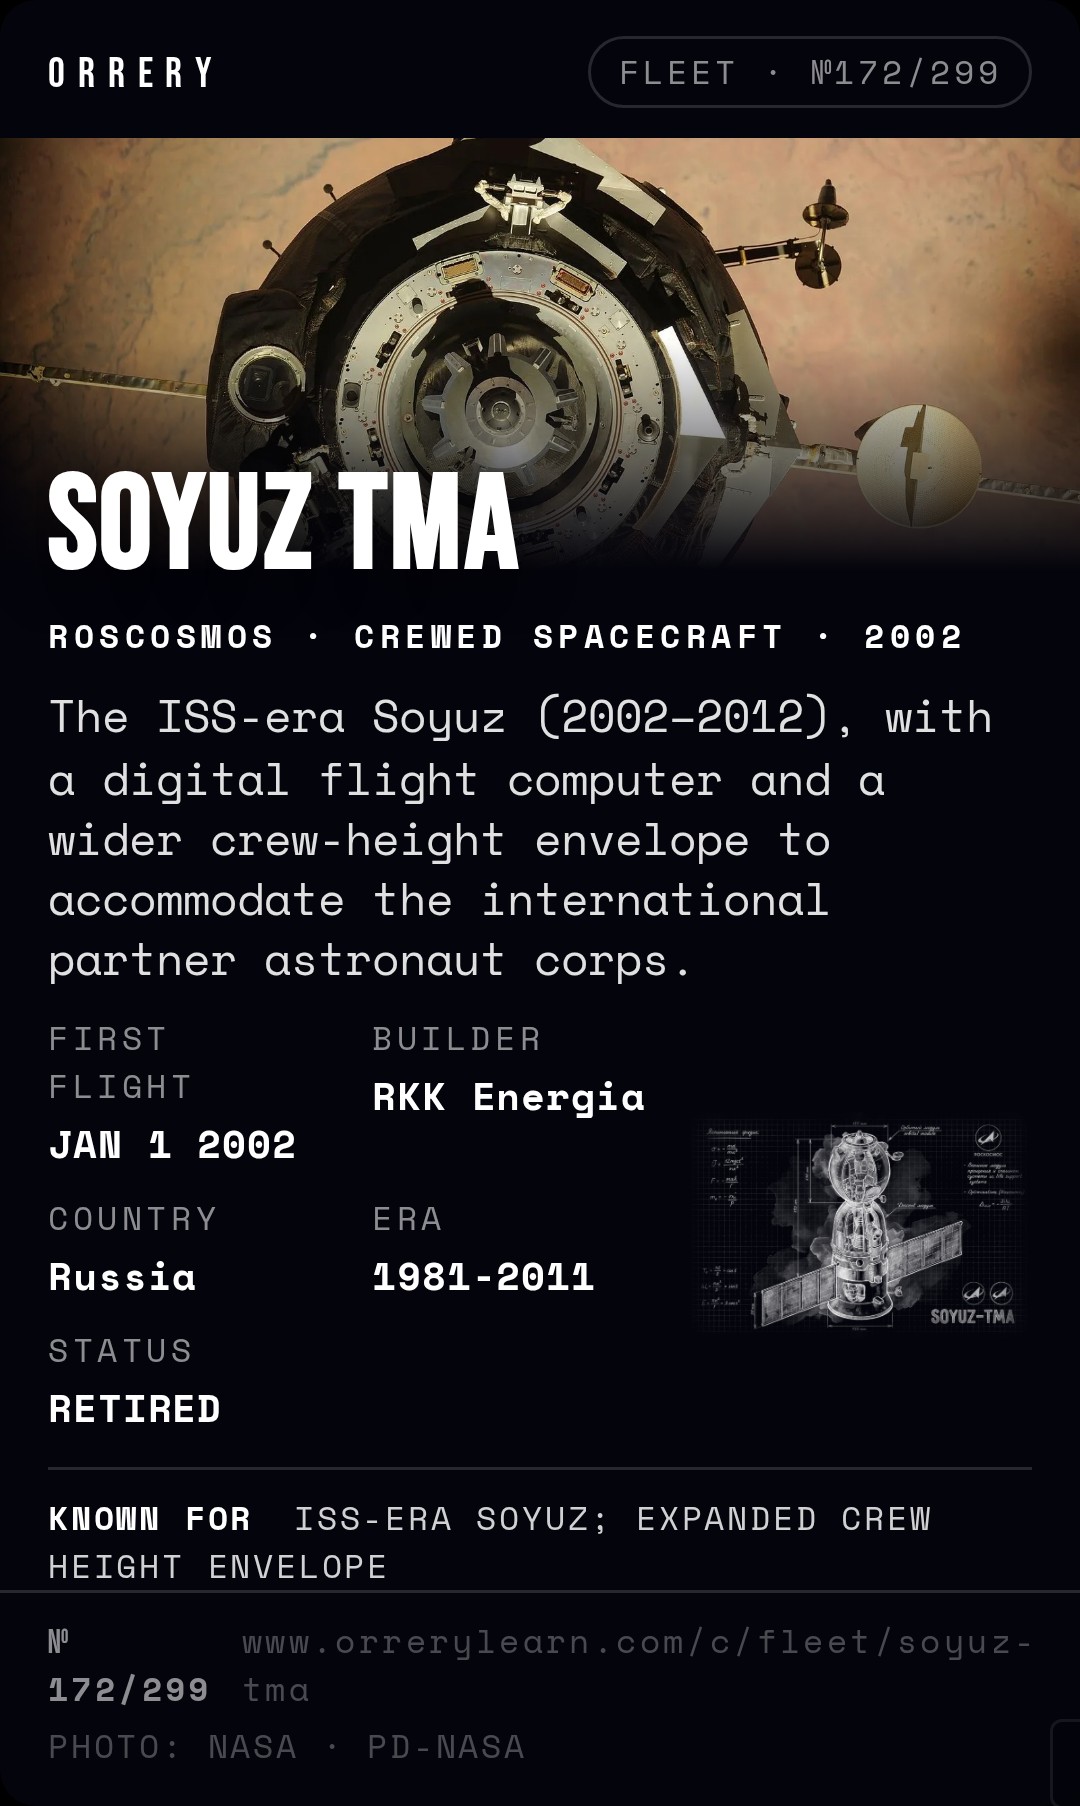 ORRERY
FLEET · №172/299
SOYUZ TMA
ROSCOSMOS · CREWED SPACECRAFT · 2002
The ISS-era Soyuz (2002–2012), with
a digital flight computer and a
wider crew-height envelope to
accommodate the international
partner astronaut corps.
FIRST
FLIGHT
JAN 1 2002
BUILDER
RKK Energia
COUNTRY
Russia
ERA
1981-2011
STATUS
RETIRED
SOYUZ-TMA
KNOWN FOR ISS-ERA SOYUZ; EXPANDED CREW
HEIGHT ENVELOPE
№
172/299
www.orrerylearn.com/c/fleet/soyuz-
tma
PHOTO: NASA · PD-NASA